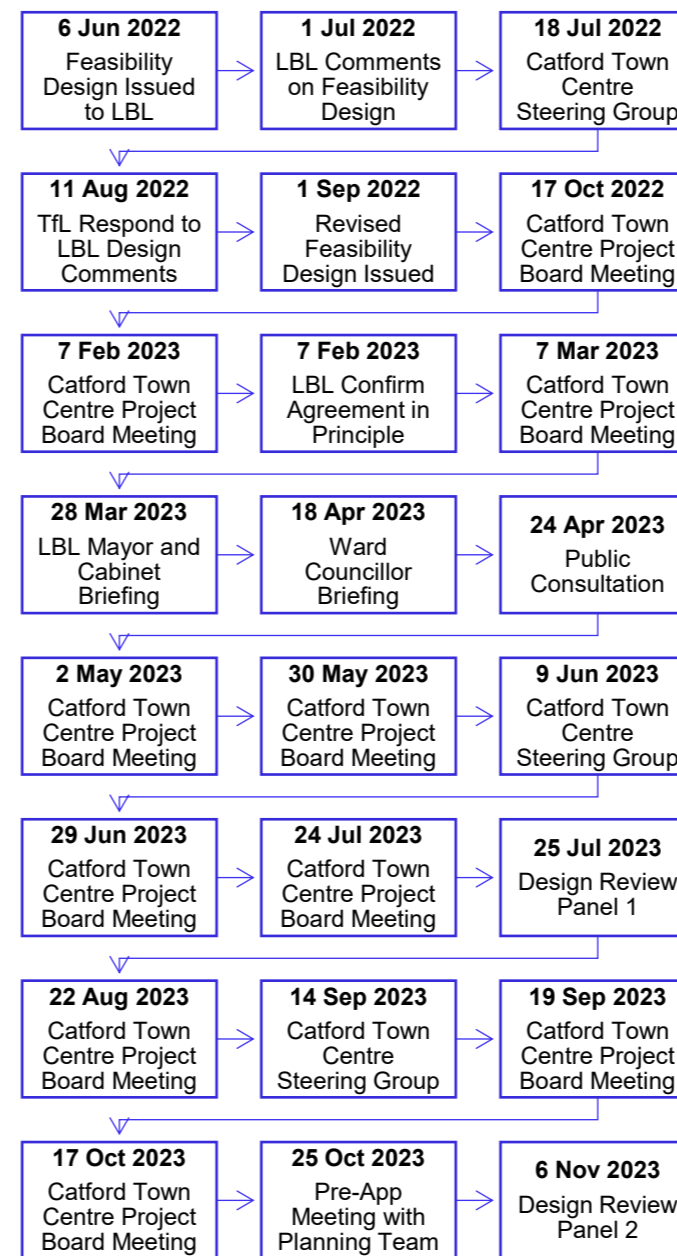 6 Jun 2022
Feasibility
Design Issued
to LBL
1 Jul 2022
LBL Comments
on Feasibility
Design
18 Jul 2022
Catford Town
Centre
Steering Group
11 Aug 2022
TfL Respond to
LBL Design
Comments
1 Sep 2022
Revised
Feasibility
Design Issued
17 Oct 2022
Catford Town
Centre Project
Board Meeting
7 Feb 2023
Catford Town
Centre Project
Board Meeting
7 Feb 2023
LBL Confirm
Agreement in
Principle
7 Mar 2023
Catford Town
Centre Project
Board Meeting
28 Mar 2023
LBL Mayor and
Cabinet
Briefing
18 Apr 2023
Ward
Councillor
Briefing
24 Apr 2023
Public
Consultation
2 May 2023
Catford Town
Centre Project
Board Meeting
30 May 2023
Catford Town
Centre Project
Board Meeting
9 Jun 2023
Catford Town
Centre
Steering Group
29 Jun 2023
Catford Town
Centre Project
Board Meeting
24 Jul 2023
Catford Town
Centre Project
Board Meeting
25 Jul 2023
Design Review
Panel 1
22 Aug 2023
Catford Town
Centre Project
Board Meeting
14 Sep 2023
Catford Town
Centre
Steering Group
19 Sep 2023
Catford Town
Centre Project
Board Meeting
17 Oct 2023
Catford Town
Centre Project
Board Meeting
25 Oct 2023
Pre-App
Meeting with
Planning Team
6 Nov 2023
Design Review
Panel 2